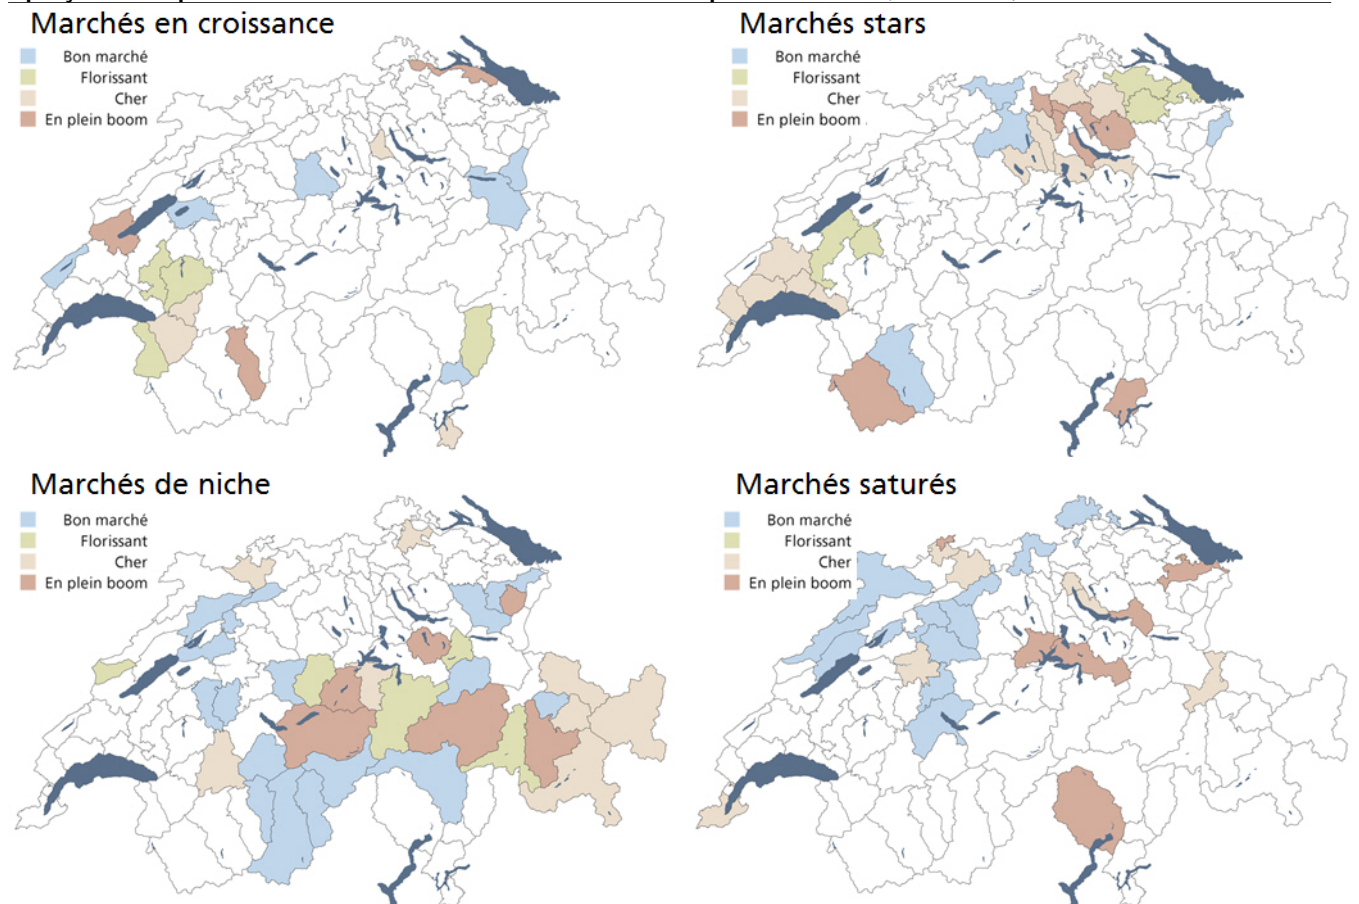 Marchés en croissance
Bon marché
Florissant
Cher
En plein boom
Marchés stars
Bon marché
Florissant
Cher
En plein boom
Marchés de niche
Bon marché
Florissant
Cher
En plein boom
Marchés saturés
Bon marché
Florissant
Cher
En plein boom